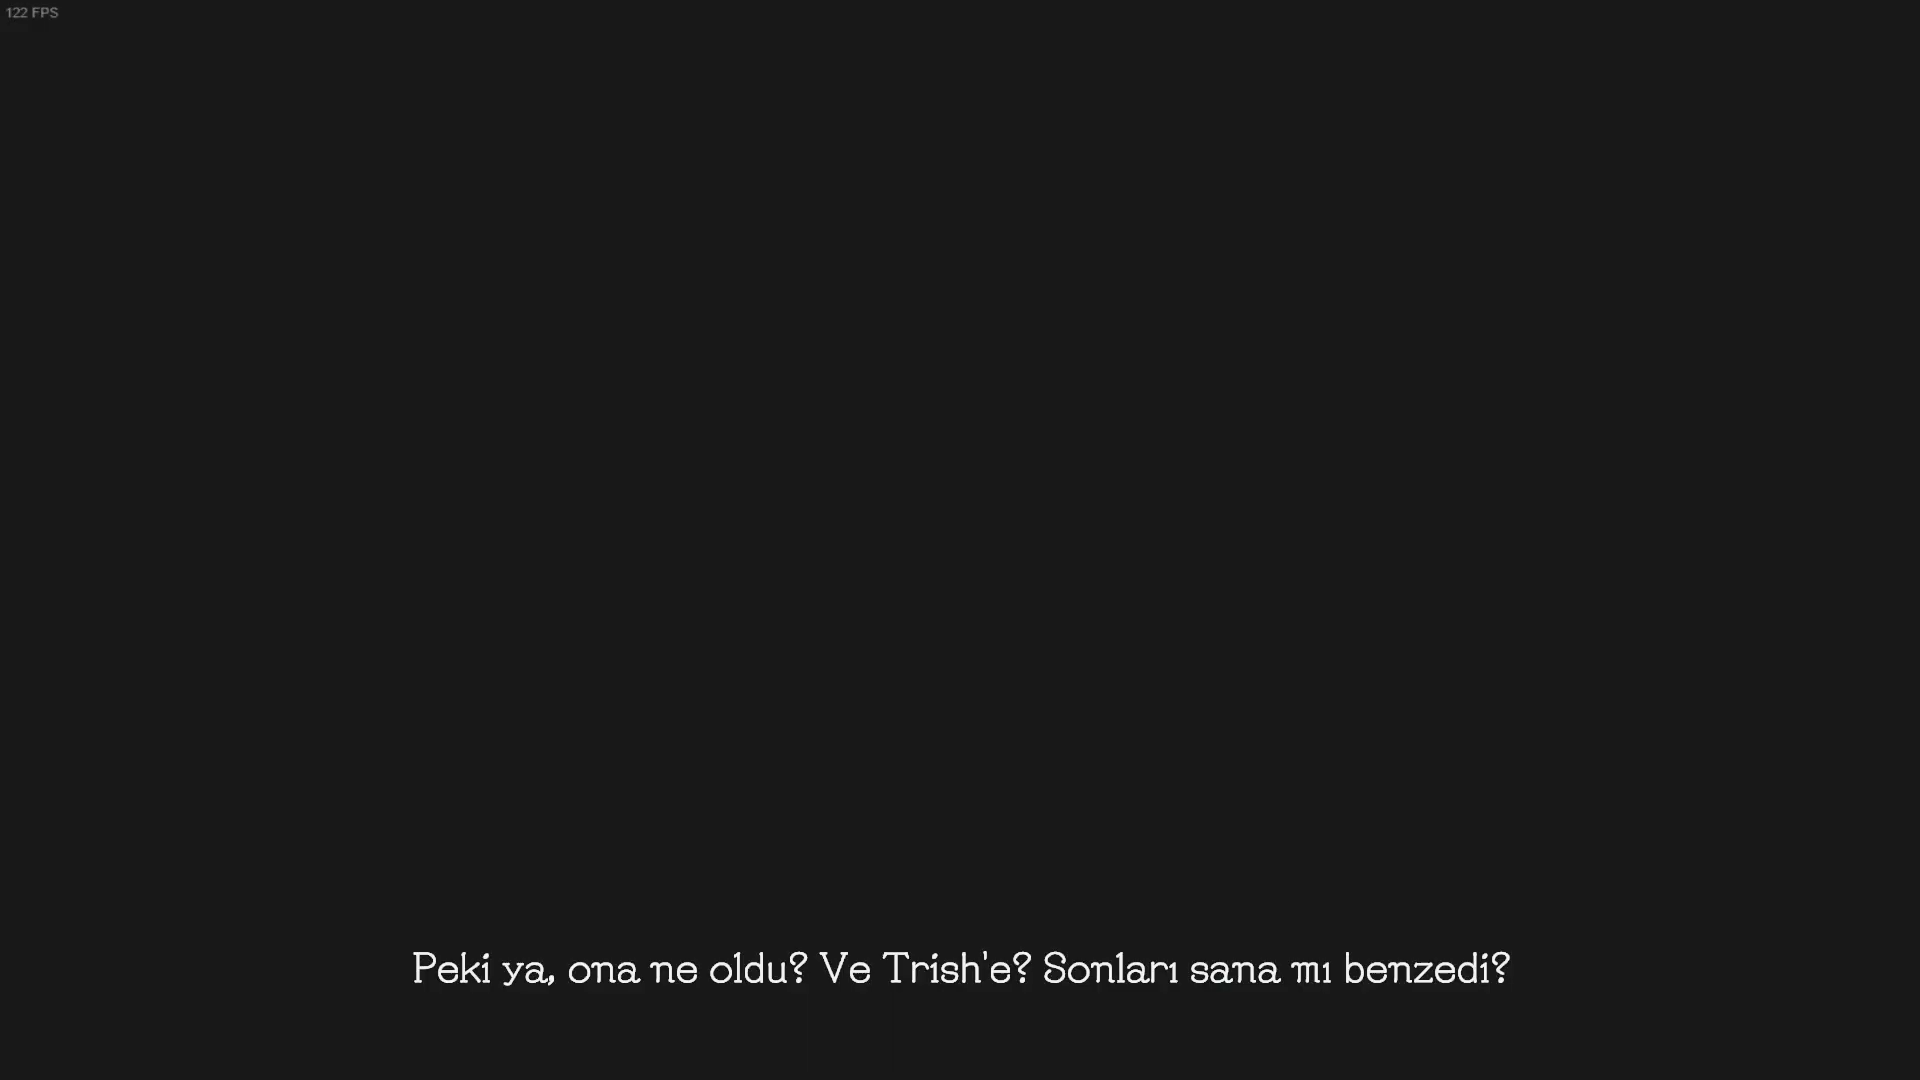 122 FPS
Peki ya, ona ne oldu? Ve Trish'e? Sonları sana mı benzedi?